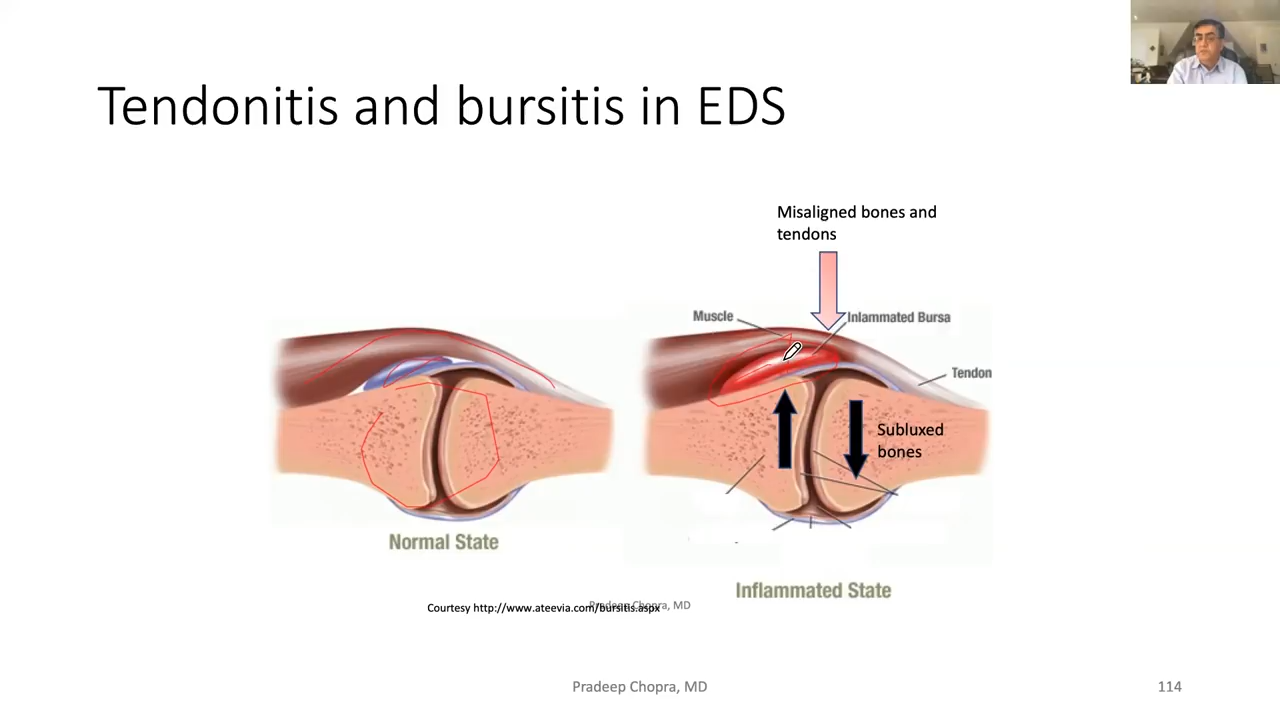 Tendonitis and bursitis in EDS
Misaligned bones and
tendons
Muscle
Inlammated Bursa
Tendon
Subluxed
bones
Normal State
Inflammated State
Courtesy http://www.ateevia.com/bursitis.aspx
Pradeep Chopra, MD
Pradeep Chopra, MD
114